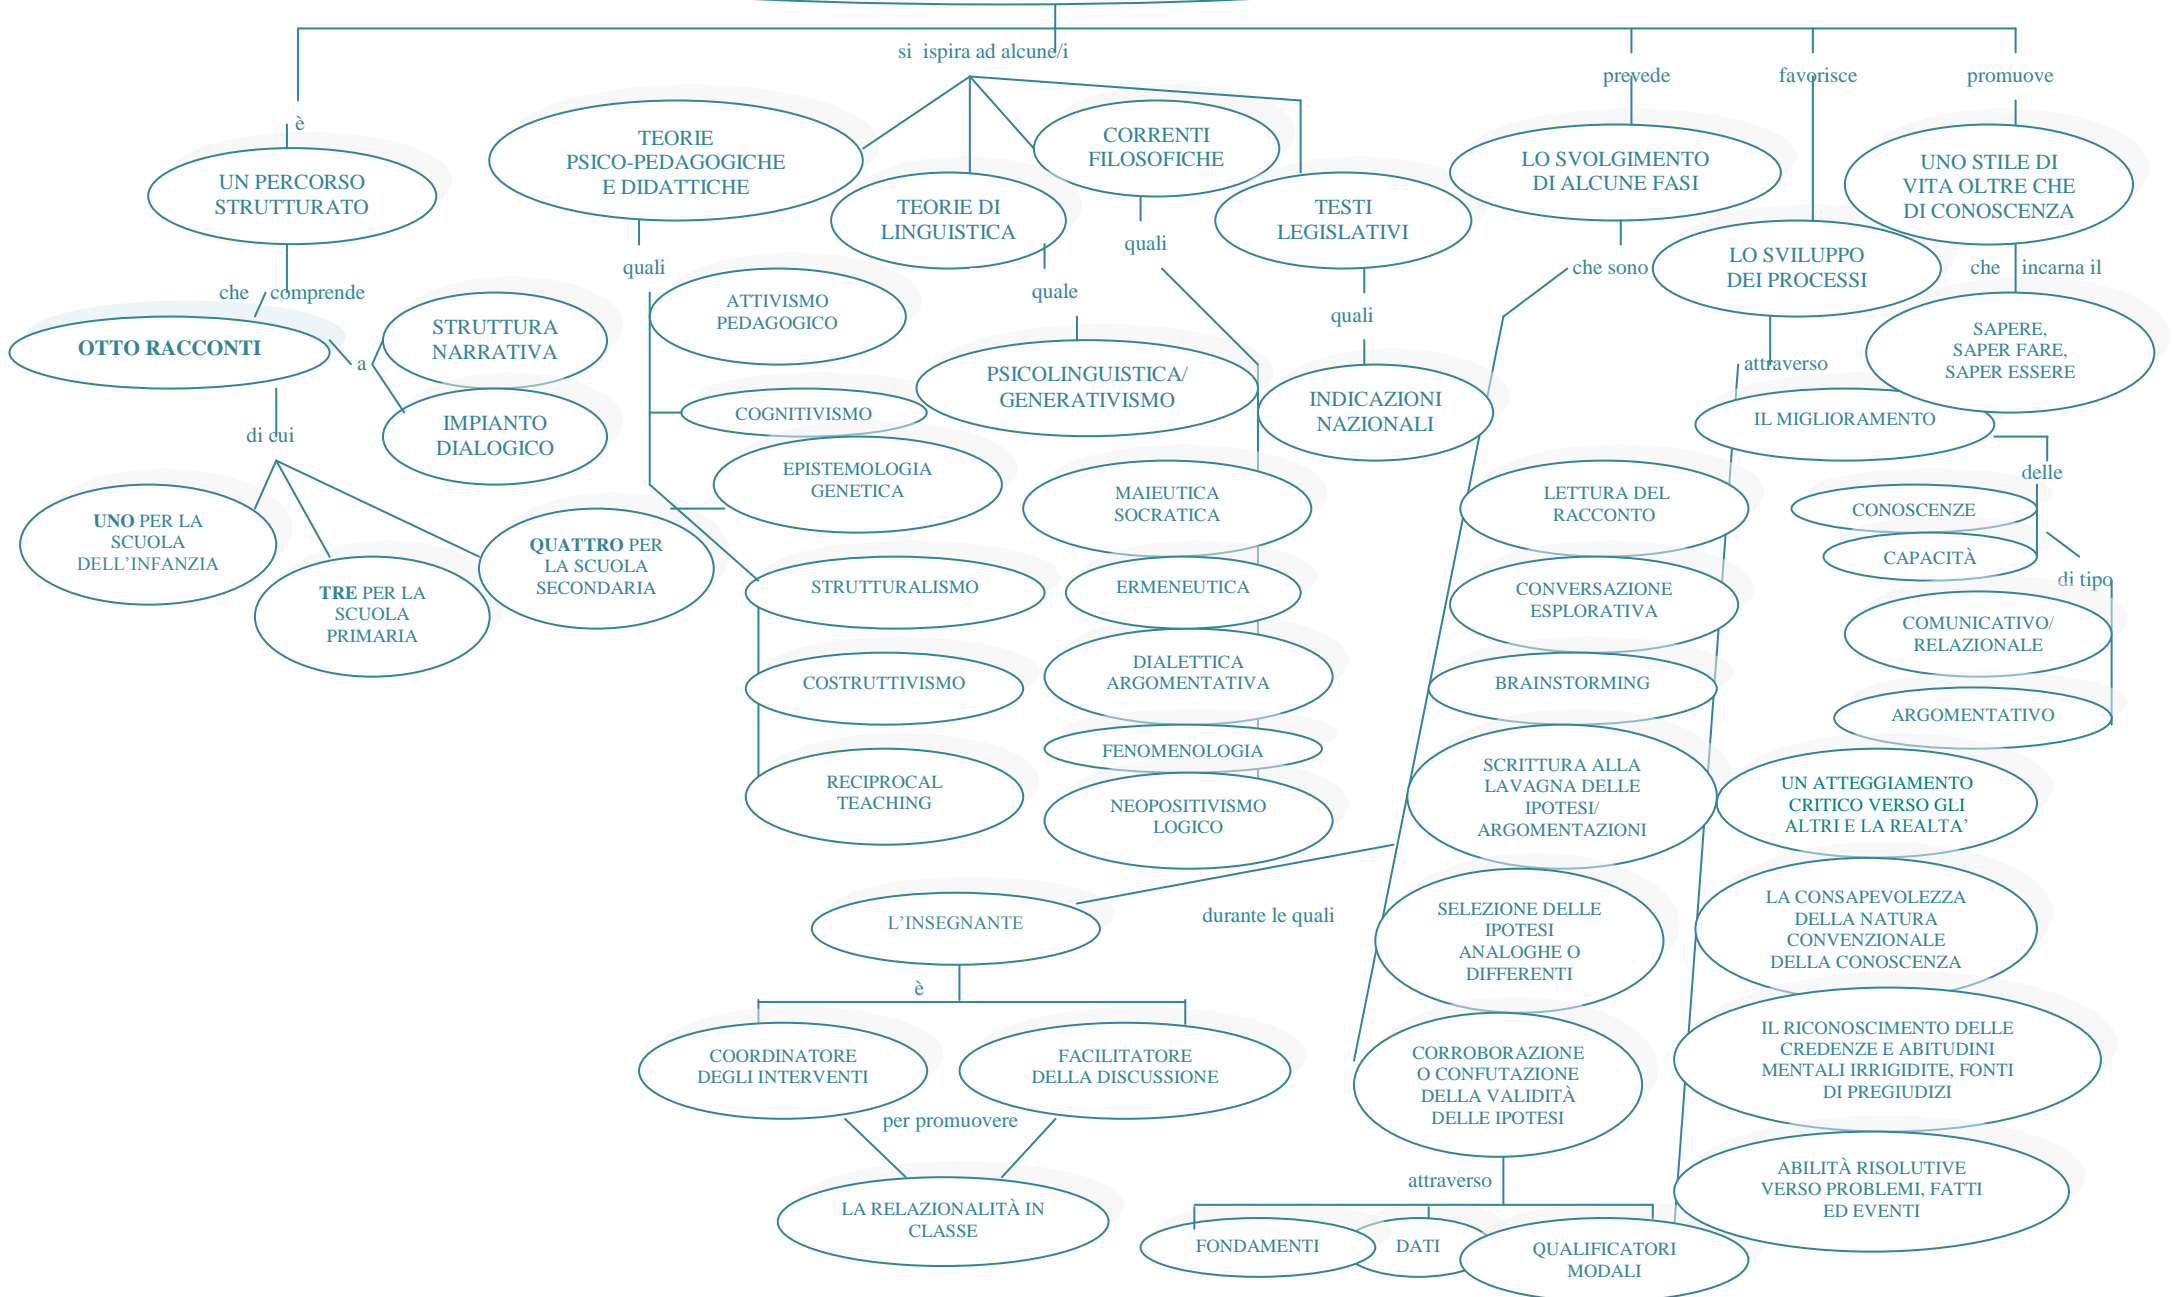 si ispira ad alcune/i
prevede
favorisce
promuove
è
UN PERCORSO
STRUTTURATO
TEORIE
PSICO-PEDAGOGICHE
E DIDATTICHE
TEORIE DI
LINGUISTICA
CORRENTI
FILOSOFICHE
TESTI
LEGISLATIVI
LO SVOLGIMENTO
DI ALCUNE FASI
LO SVILUPPO
DEI PROCESSI
UNO STILE DI
VITA OLTRE CHE
DI CONOSCENZA
che comprende
OTTO RACCONTI
a
STRUTTURA
NARRATIVA
IMPIANTO
DIALOGICO
di cui
UNO PER LA
SCUOLA
DELL'INFANZIA
TRE PER LA
SCUOLA
PRIMARIA
QUATTRO PER
LA SCUOLA
SECONDARIA
quali
ATTIVISMO
PEDAGOGICO
COGNITIVISMO
EPISTEMOLOGIA
GENETICA
STRUTTURALISMO
COSTRUTTIVISMO
RECIPROCAL
TEACHING
quale
PSICOLINGUISTICA/
GENERATIVISMO
quali
MAIEUTICA
SOCRATICA
ERMENEUTICA
DIALETTICA
ARGOMENTATIVA
FENOMENOLOGIA
NEOPOSITIVISMO
LOGICO
quali
INDICAZIONI
NAZIONALI
che sono
LETTURA DEL
RACCONTO
CONVERSAZIONE
ESPLORATIVA
BRAINSTORMING
SCRITTURA ALLA
LAVAGNA DELLE
IPOTESI/
ARGOMENTAZIONI
SELEZIONE DELLE
IPOTESI
ANALOGHE O
DIFFERENTI
CORROBORAZIONE
O CONFUTAZIONE
DELLA VALIDITÀ
DELLE IPOTESI
attraverso
FONDAMENTI
DATI
QUALIFICATORI
MODALI
durante le quali
L'INSEGNANTE
è
COORDINATORE
DEGLI INTERVENTI
FACILITATORE
DELLA DISCUSSIONE
per promuovere
LA RELAZIONALITÀ IN
CLASSE
attraverso
IL MIGLIORAMENTO
delle
CONOSCENZE
CAPACITÀ
di tipo
COMUNICATIVO/
RELAZIONALE
ARGOMENTATIVO
UN ATTEGGIAMENTO
CRITICO VERSO GLI
ALTRI E LA REALTA'
LA CONSAPEVOLEZZA
DELLA NATURA
CONVENZIONALE
DELLA CONOSCENZA
IL RICONOSCIMENTO DELLE
CREDENZE E ABITUDINI
MENTALI IRRIGIDITE, FONTI
DI PREGIUDIZI
ABILITÀ RISOLUTIVE
VERSO PROBLEMI, FATTI
ED EVENTI
che incarna il
SAPERE,
SAPER FARE,
SAPER ESSERE